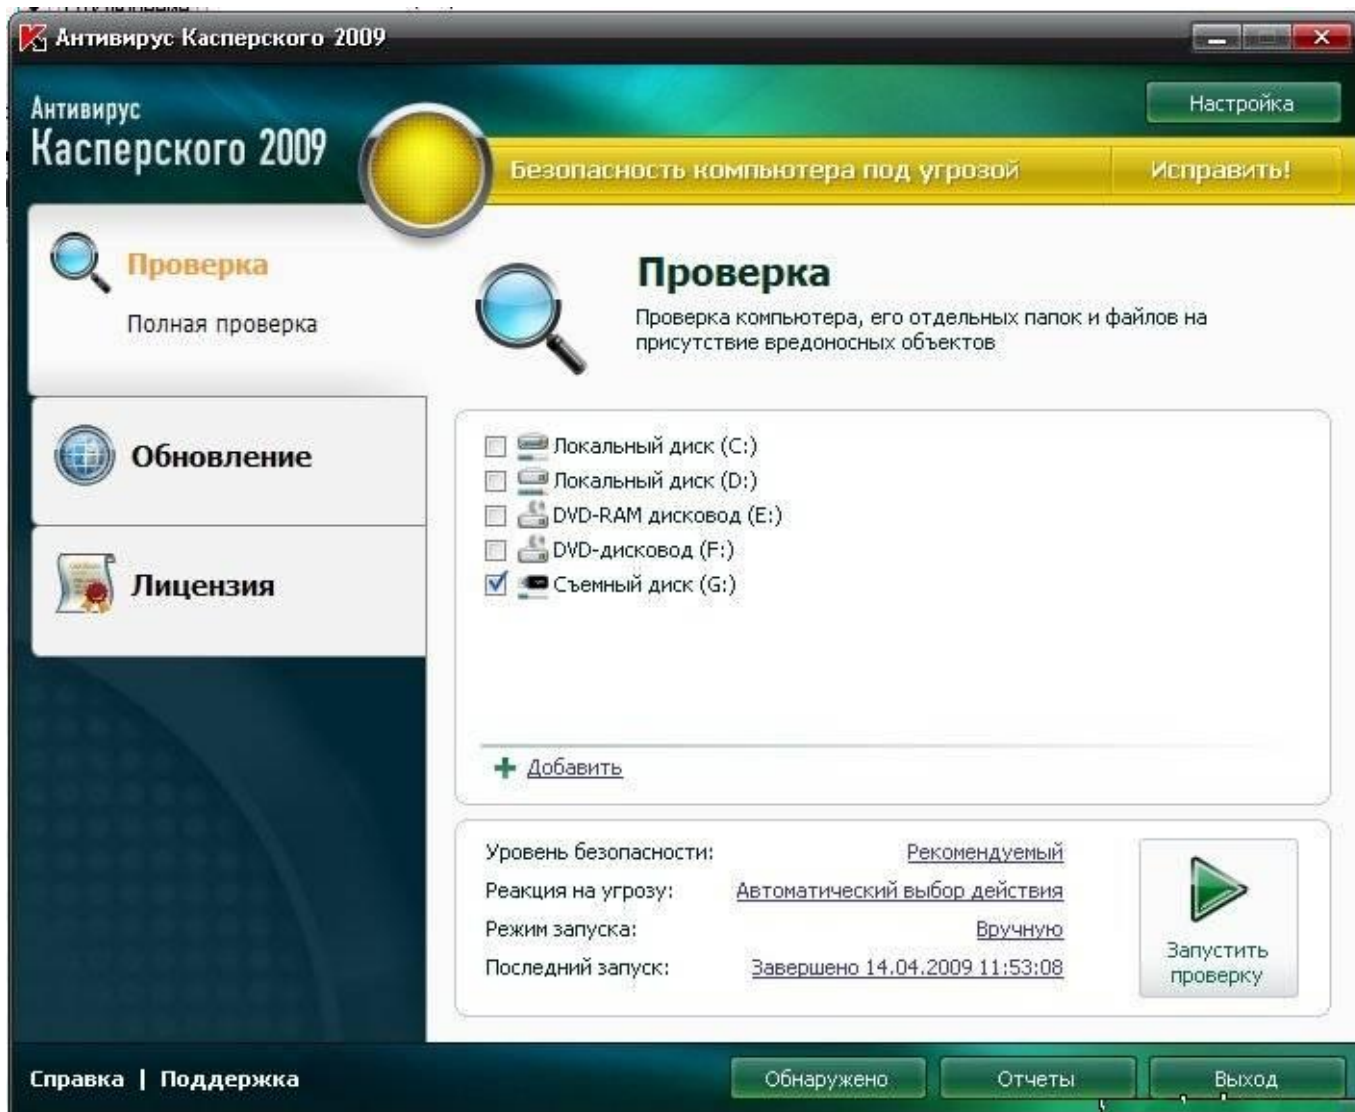 Антивирус Касперского 2009
Антивирус
Касперского 2009
Настройка
Безопасность компьютера под угрозой
Исправить!
Проверка
Полная проверка
Обновление
Лицензия
Проверка
Проверка компьютера, его отдельных папок и файлов на
присутствие вредоносных объектов
Локальный диск (C:)
Локальный диск (D:)
DVD-RAM дисковод (E:)
DVD-дисковод (F:)
Съемный диск (G:)
Добавить
Уровень безопасности: Рекомендуемый
Реакция на угрозу: Автоматический выбор действия
Режим запуска: Вручную
Последний запуск: Завершено 14.04.2009 11:53:08
Запустить
проверку
Справка | Поддержка
Обнаружено
Отчеты
Выход